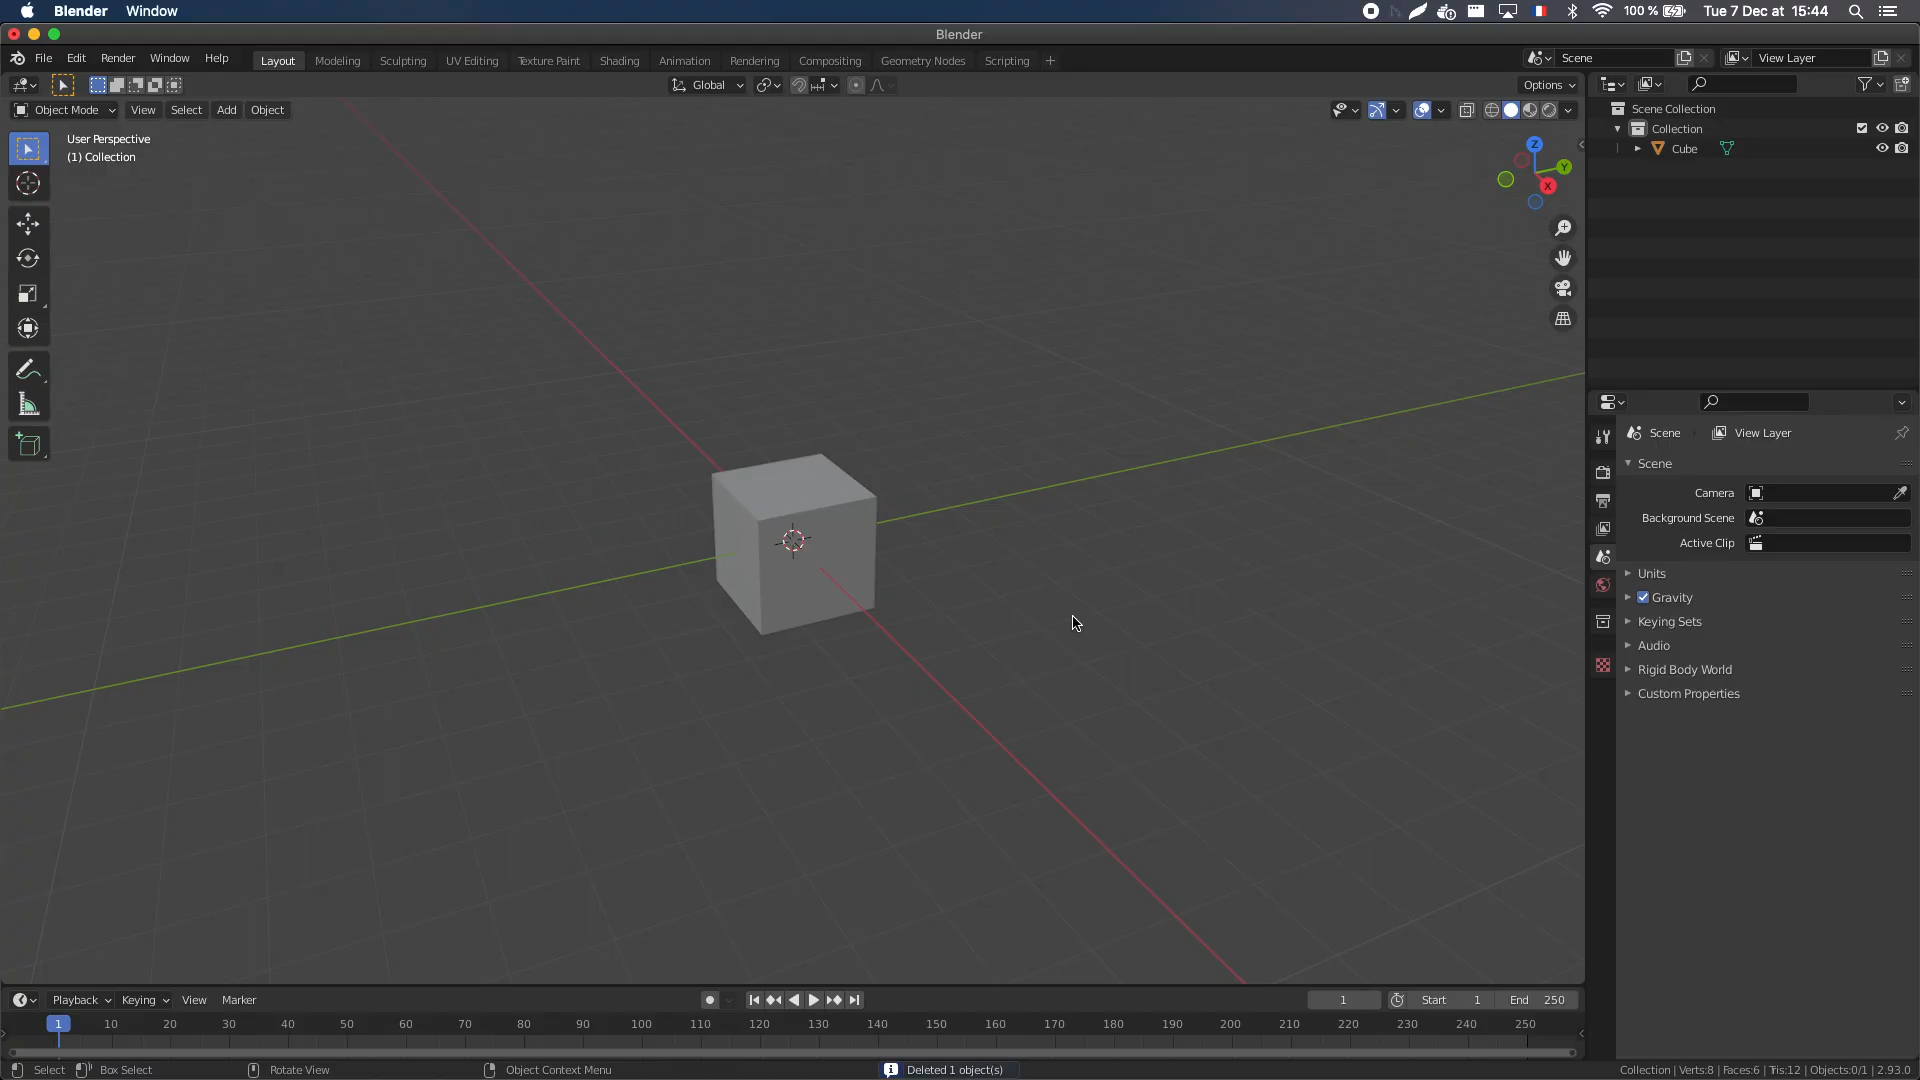 Blender Window 100 % Tue 7 Dec at 15:44
Blender
File Edit Render Window Help Layout Modeling Sculpting UV Editing Texture Paint Shading Animation Rendering Compositing Geometry Nodes Scripting + Scene View Layer
Global Options
Object Mode View Select Add Object
User Perspective
(1) Collection
Z
Y
X
Scene Collection
Collection
Cube
Scene View Layer
Scene
Camera
Background Scene
Active Clip
Units
Gravity
Keying Sets
Audio
Rigid Body World
Custom Properties
Playback Keying View Marker 1 Start 1 End 250
1 10 20 30 40 50 60 70 80 90 100 110 120 130 140 150 160 170 180 190 200 210 220 230 240 250
Select Box Select Rotate View Object Context Menu Deleted 1 object(s) Collection | Verts:8 | Faces:6 | Tris:12 | Objects:0/1 | 2.93.0